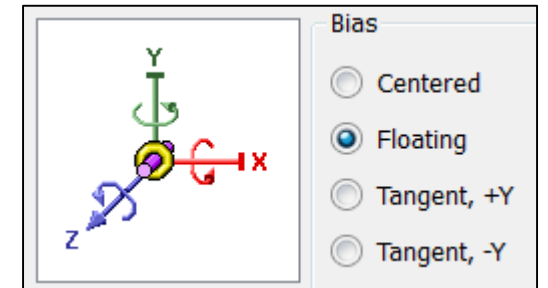 Y
X
Z
Bias
Centered
Floating
Tangent, +Y
Tangent, -Y